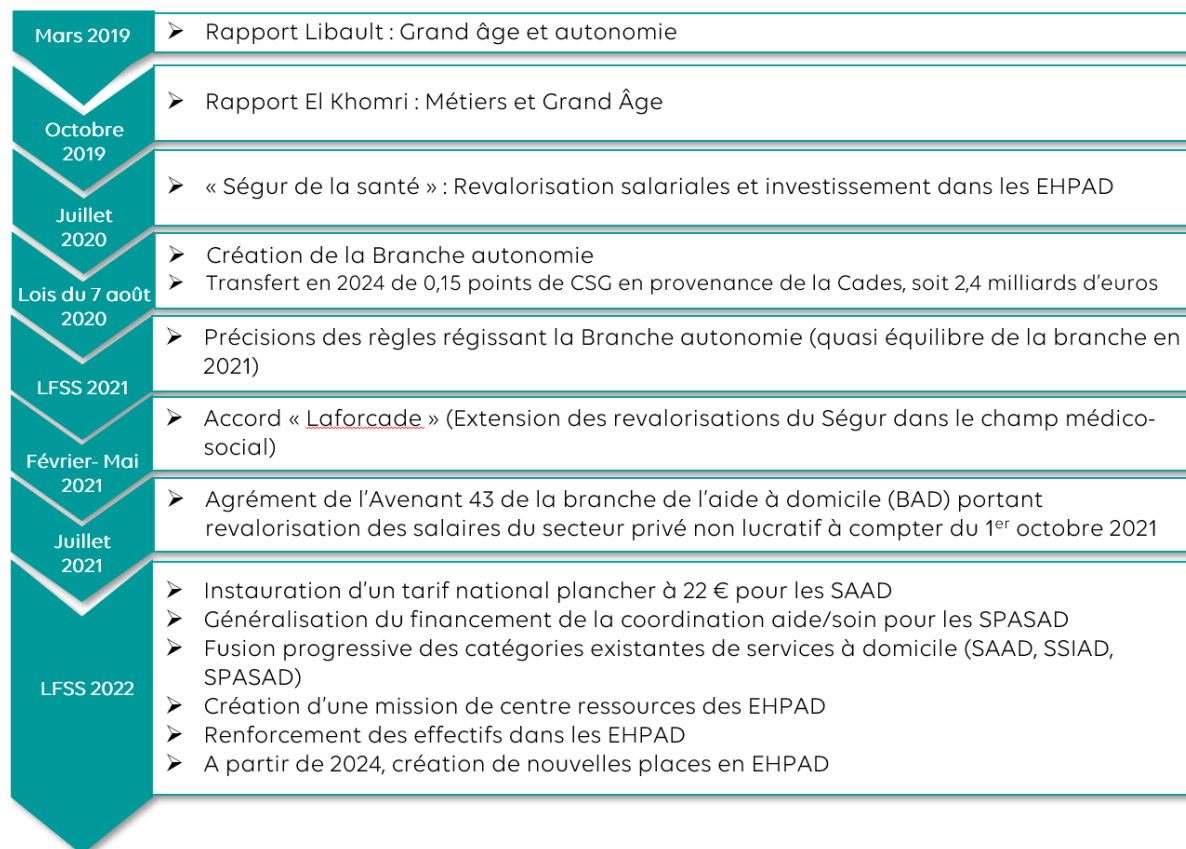 Mars 2019
➢ Rapport Libault : Grand âge et autonomie
Octobre
2019
➢ Rapport El Khomri : Métiers et Grand Âge
Juillet
2020
➢ « Ségur de la santé » : Revalorisation salariales et investissement dans les EHPAD
Lois du 7 août
2020
➢ Création de la Branche autonomie
➢ Transfert en 2024 de 0,15 points de CSG en provenance de la Cades, soit 2,4 milliards d'euros
LFSS 2021
➢ Précisions des règles régissant la Branche autonomie (quasi équilibre de la branche en
2021)
Février- Mai
2021
➢ Accord « Laforcade » (Extension des revalorisations du Ségur dans le champ médico-
social)
Juillet
2021
➢ Agrément de l'Avenant 43 de la branche de l'aide à domicile (BAD) portant
revalorisation des salaires du secteur privé non lucratif à compter du 1er octobre 2021
LFSS 2022
➢ Instauration d'un tarif national plancher à 22 € pour les SAAD
➢ Généralisation du financement de la coordination aide/soin pour les SPASAD
➢ Fusion progressive des catégories existantes de services à domicile (SAAD, SSIAD,
SPASAD)
➢ Création d'une mission de centre ressources des EHPAD
➢ Renforcement des effectifs dans les EHPAD
➢ A partir de 2024, création de nouvelles places en EHPAD